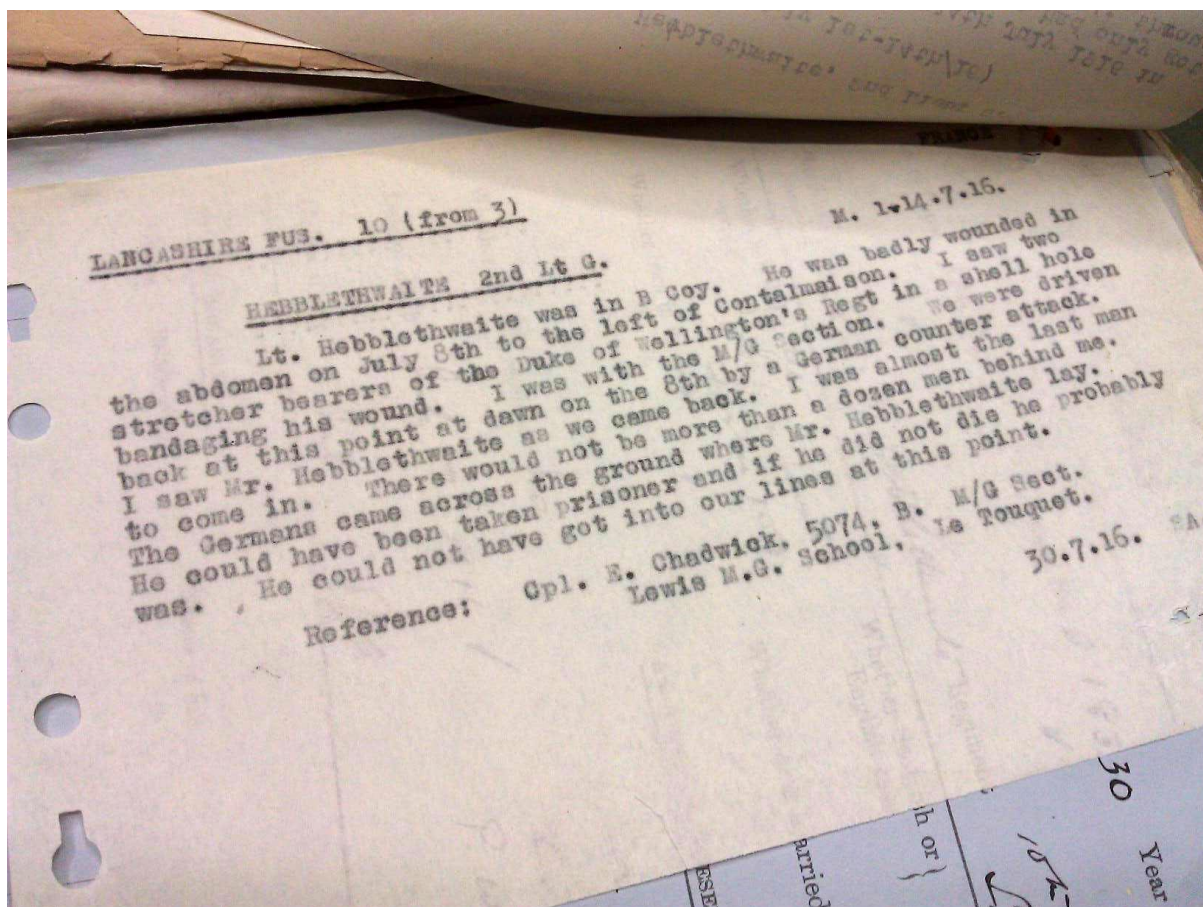 FRANCE
LANCASHIRE FUS. 10 (from 3)
M. 1-14.7.16.
HEBBLETHWAITE 2nd Lt G.
Lt. Hebblethwaite was in B Coy. He was badly wounded in
the abdomen on July 8th to the left of Contalmaison. I saw two
stretcher bearers of the Duke of Wellington's Regt in a shell hole
bandaging his wound. I was with the M/G Section. We were driven
back at this point at dawn on the 8th by a German counter attack.
I saw Mr. Hebblethwaite as we came back. I was almost the last man
to come in. There would not be more than a dozen men behind me.
The Germans came across the ground where Mr. Hebblethwaite lay.
He could have been taken prisoner and if he did not die he probably
was. He could not have got into our lines at this point.
Reference: Cpl. E. Chadwick, 5074. B. M/G Sect.
Lewis M.G. School, Le Touquet.
30.7.16.
30
Year
h or }
arried